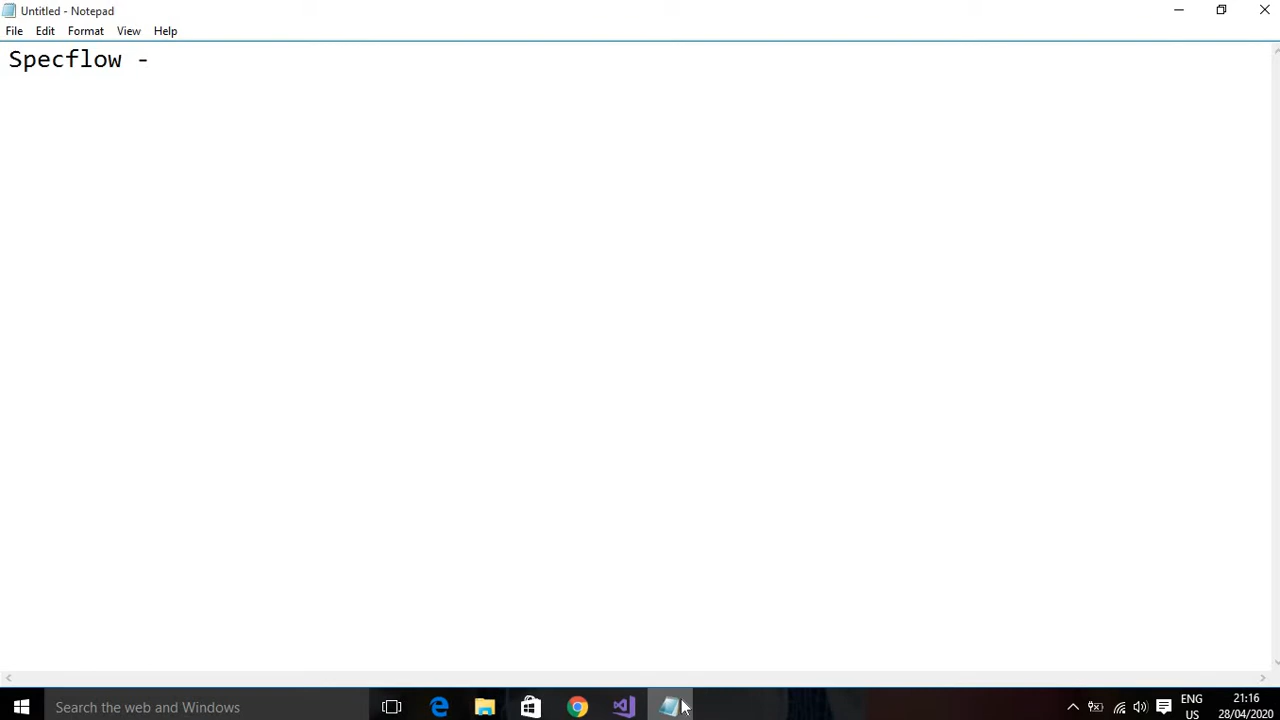 Untitled - Notepad
File Edit Format View Help
Specflow -
Search the web and Windows
ENG
US
21:16
28/04/2020